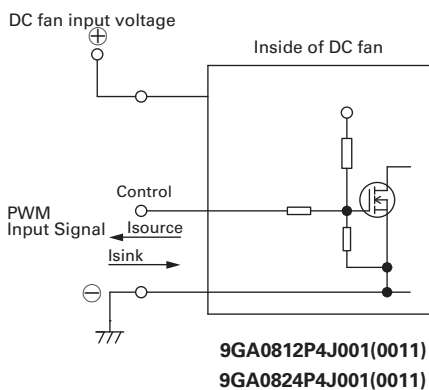 DC fan input voltage
Inside of DC fan
Control
PWM
Input Signal
Isource
Isink
9GA0812P4J001(0011)
9GA0824P4J001(0011)